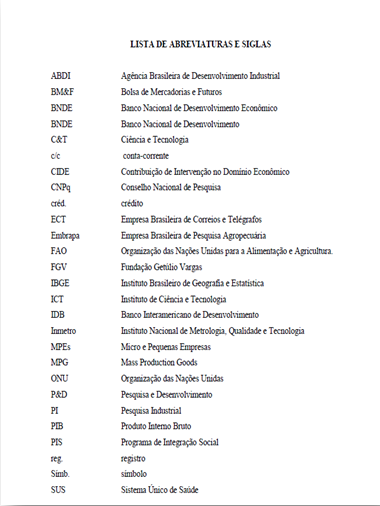 LISTA DE ABREVIATURAS E SIGLAS
ABDI Agência Brasileira de Desenvolvimento Industrial
BM&F Bolsa de Mercadorias e Futuros
BNDE Banco Nacional de Desenvolvimento Econômico
BNDE Banco Nacional de Desenvolvimento
C&T Ciência e Tecnologia
c/c conta-corrente
CIDE Contribuição de Intervenção no Domínio Econômico
CNPq Conselho Nacional de Pesquisa
créd. crédito
ECT Empresa Brasileira de Correios e Telégrafos
Embrapa Empresa Brasileira de Pesquisa Agropecuária
FAO Organização das Nações Unidas para a Alimentação e Agricultura.
FGV Fundação Getúlio Vargas
IBGE Instituto Brasileiro de Geografia e Estatística
ICT Instituto de Ciência e Tecnologia
IDB Banco Interamericano de Desenvolvimento
Inmetro Instituto Nacional de Metrologia, Qualidade e Tecnologia
MPEs Micro e Pequenas Empresas
MPG Mass Production Goods
ONU Organização das Nações Unidas
P&D Pesquisa e Desenvolvimento
PI Pesquisa Industrial
PIB Produto Interno Bruto
PIS Programa de Integração Social
reg. registro
Símb. símbolo
SUS Sistema Único de Saúde